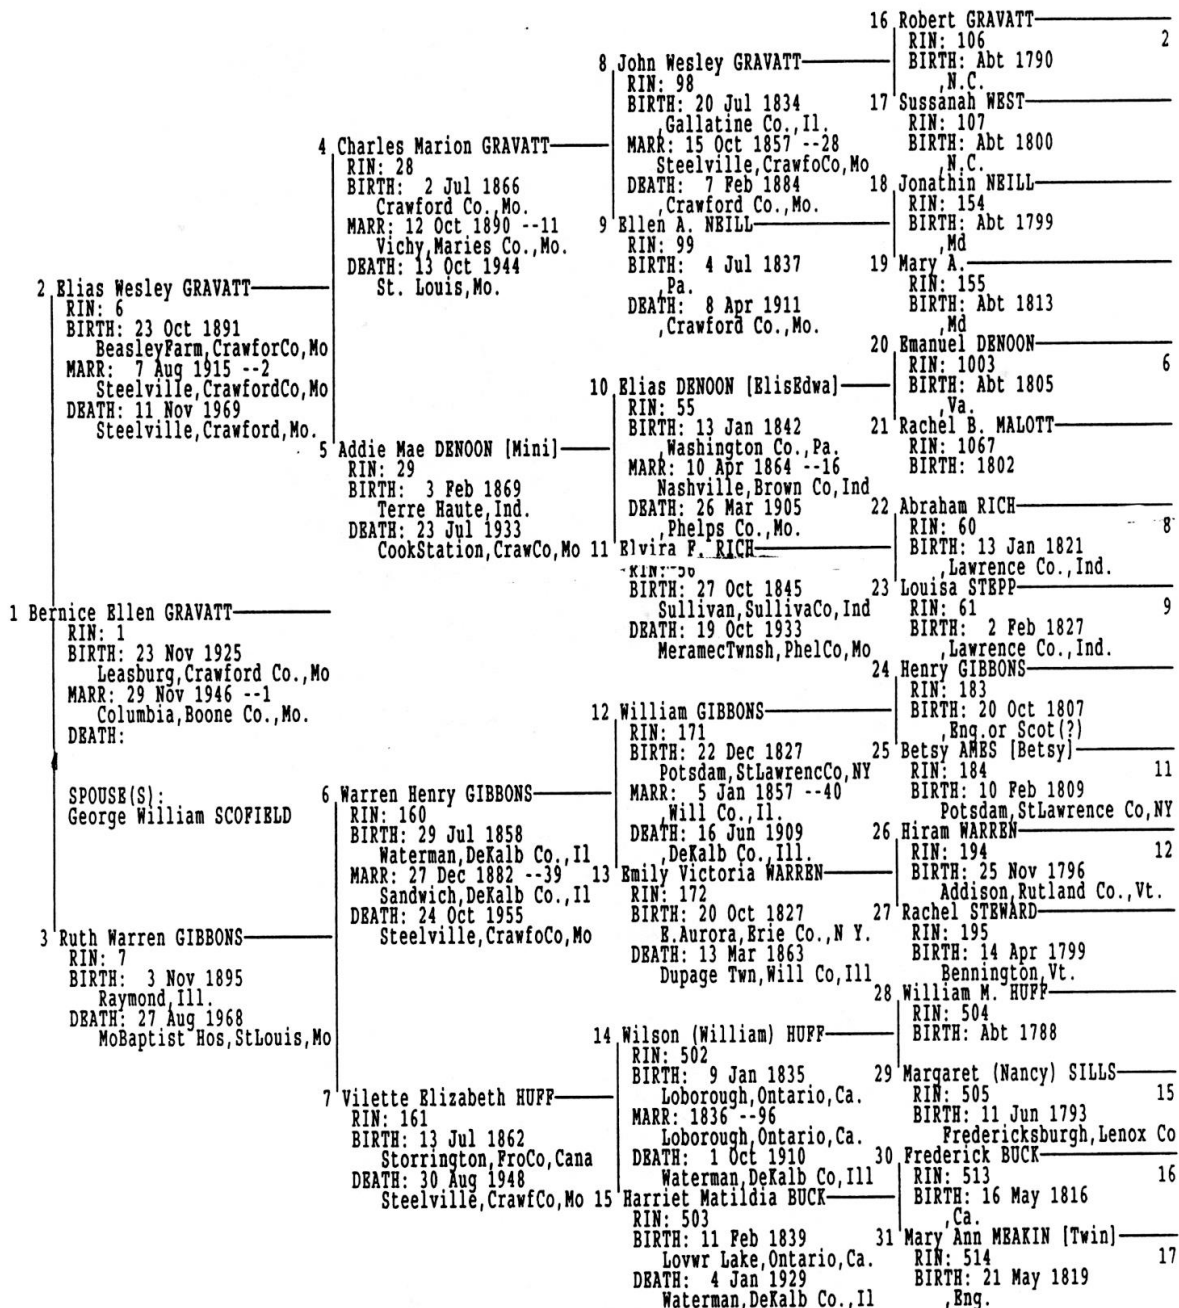 1 Bernice Ellen GRAVATT
RIN: 1
BIRTH: 23 Nov 1925
Leasburg,Crawford Co.,Mo
MARR: 29 Nov 1946 --1
Columbia,Boone Co.,Mo.
DEATH:
SPOUSE(S):
George William SCOFIELD
2 Elias Wesley GRAVATT
RIN: 6
BIRTH: 23 Oct 1891
BeasleyFarm,CrawforCo,Mo
MARR: 7 Aug 1915 --2
Steelville,CrawfordCo,Mo
DEATH: 11 Nov 1969
Steelville,Crawford,Mo.
3 Ruth Warren GIBBONS
RIN: 7
BIRTH: 3 Nov 1895
Raymond,Ill.
DEATH: 27 Aug 1968
MoBaptist Hos,StLouis,Mo
4 Charles Marion GRAVATT
RIN: 28
BIRTH: 2 Jul 1866
Crawford Co.,Mo.
MARR: 12 Oct 1890 --11
Vichy,Maries Co.,Mo.
DEATH: 13 Oct 1944
St. Louis,Mo.
5 Addie Mae DENOON [Mini]
RIN: 29
BIRTH: 3 Feb 1869
Terre Haute,Ind.
DEATH: 23 Jul 1933
CookStation,CrawCo,Mo
6 Warren Henry GIBBONS
RIN: 160
BIRTH: 29 Jul 1858
Waterman,DeKalb Co.,Il
MARR: 27 Dec 1882 --39
Sandwich,DeKalb Co.,Il
DEATH: 24 Oct 1955
Steelville,CrawfoCo,Mo
7 Vilette Elizabeth HUFF
RIN: 161
BIRTH: 13 Jul 1862
Storrington,FroCo,Cana
DEATH: 30 Aug 1948
Steelville,CrawfCo,Mo
8 John Wesley GRAVATT
RIN: 98
BIRTH: 20 Jul 1834
,Gallatine Co.,Il.
MARR: 15 Oct 1857 --28
Steelville,CrawfoCo,Mo
DEATH: 7 Feb 1884
,Crawford Co.,Mo.
9 Ellen A. NEILL
RIN: 99
BIRTH: 4 Jul 1837
,Pa.
DEATH: 8 Apr 1911
,Crawford Co.,Mo.
10 Elias DENOON [ElisEdwa]
RIN: 55
BIRTH: 13 Jan 1842
,Washington Co.,Pa.
MARR: 10 Apr 1864 --16
Nashville,Brown Co,Ind
DEATH: 26 Mar 1905
,Phelps Co.,Mo.
11 Elvira F. RICH
RIN: 56
BIRTH: 27 Oct 1845
Sullivan,SullivaCo,Ind
DEATH: 19 Oct 1933
MeramecTwnsh,PhelCo,Mo
12 William GIBBONS
RIN: 171
BIRTH: 22 Dec 1827
Potsdam,StLawrencCo,NY
MARR: 5 Jan 1857 --40
,Will Co.,Il.
DEATH: 16 Jun 1909
,DeKalb Co.,Ill.
13 Emily Victoria WARREN
RIN: 172
BIRTH: 20 Oct 1827
E.Aurora,Erie Co.,N Y.
DEATH: 13 Mar 1863
Dupage Twn,Will Co,Ill
14 Wilson (William) HUFF
RIN: 502
BIRTH: 9 Jan 1835
Loborough,Ontario,Ca.
MARR: 1836 --96
Loborough,Ontario,Ca.
DEATH: 1 Oct 1910
Waterman,DeKalb Co,Ill
15 Harriet Matildia BUCK
RIN: 503
BIRTH: 11 Feb 1839
Lovwr Lake,Ontario,Ca.
DEATH: 4 Jan 1929
Waterman,DeKalb Co.,Il
16 Robert GRAVATT
RIN: 106 2
BIRTH: Abt 1790
,N.C.
17 Sussanah WEST
RIN: 107
BIRTH: Abt 1800
,N.C.
18 Jonathin NEILL
RIN: 154
BIRTH: Abt 1799
,Md
19 Mary A.
RIN: 155
BIRTH: Abt 1813
,Md
20 Emanuel DENOON
RIN: 1003 6
BIRTH: Abt 1805
,Va.
21 Rachel B. MALOTT
RIN: 1067
BIRTH: 1802
22 Abraham RICH
RIN: 60 8
BIRTH: 13 Jan 1821
,Lawrence Co.,Ind.
23 Louisa STEPP
RIN: 61 9
BIRTH: 2 Feb 1827
,Lawrence Co.,Ind.
24 Henry GIBBONS
RIN: 183
BIRTH: 20 Oct 1807
,Eng.or Scot(?)
25 Betsy AMES [Betsy]
RIN: 184 11
BIRTH: 10 Feb 1809
Potsdam,StLawrence Co,NY
26 Hiram WARREN
RIN: 194 12
BIRTH: 25 Nov 1796
Addison,Rutland Co.,Vt.
27 Rachel STEWARD
RIN: 195
BIRTH: 14 Apr 1799
Bennington,Vt.
28 William M. HUFF
RIN: 504
BIRTH: Abt 1788
29 Margaret (Nancy) SILLS
RIN: 505 15
BIRTH: 11 Jun 1793
Fredericksburgh,Lenox Co
30 Frederick BUCK
RIN: 513 16
BIRTH: 16 May 1816
,Ca.
31 Mary Ann MEAKIN [Twin]
RIN: 514 17
BIRTH: 21 May 1819
,Eng.